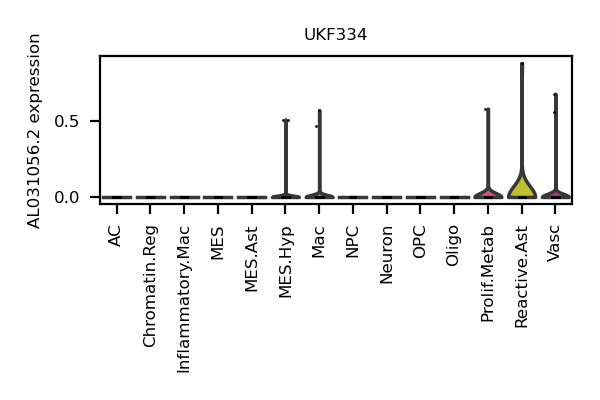 UKF334
AL031056.2 expression
0.5
0.0
AC
Chromatin.Reg
Inflammatory.Mac
MES
MES.Ast
MES.Hyp
Mac
NPC
Neuron
OPC
Oligo
Prolif.Metab
Reactive.Ast
Vasc